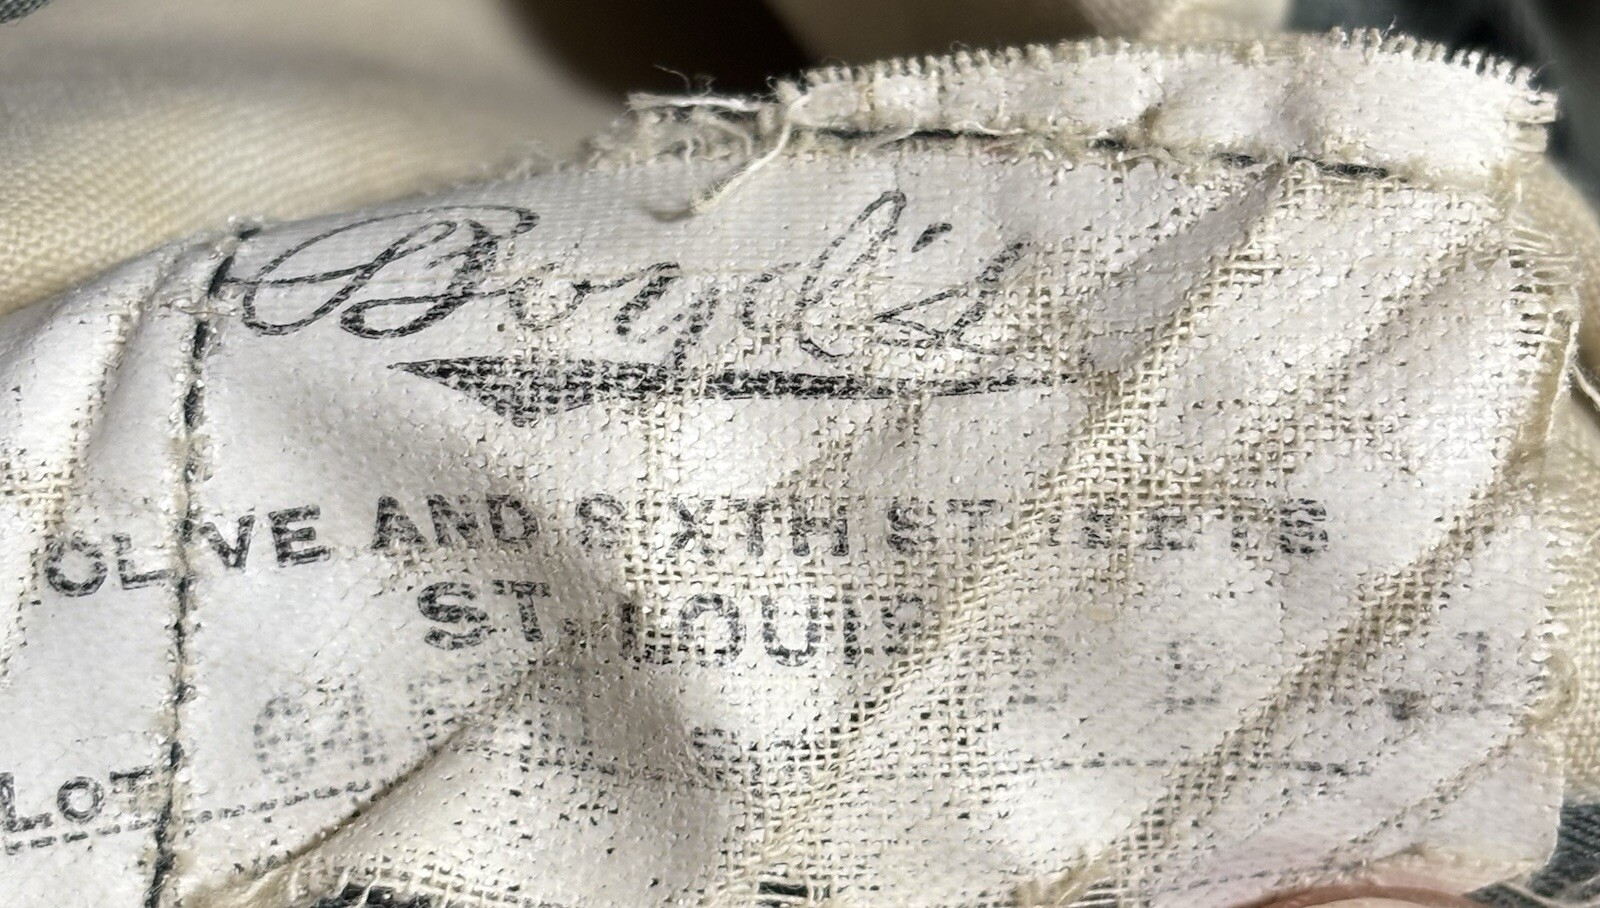 Boyd's
OLIVE AND SIXTH STREETS
ST. LOUIS
LOT